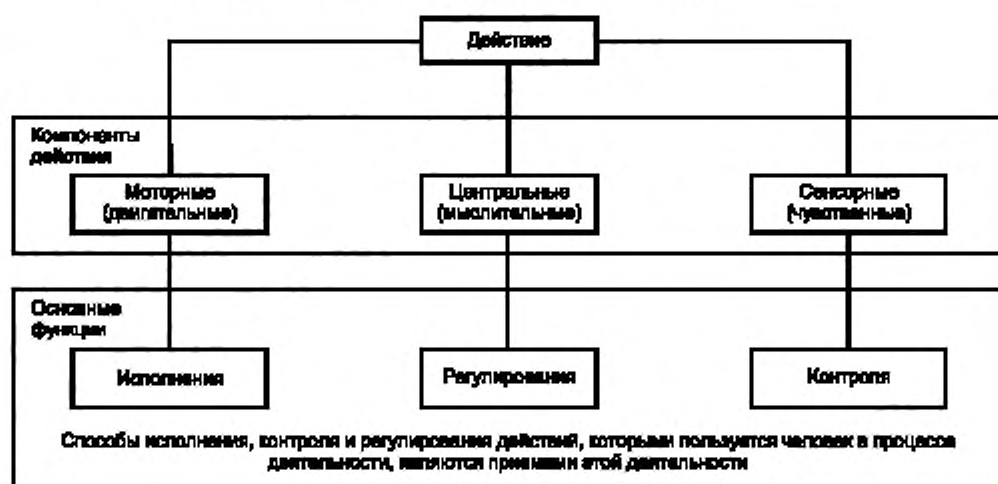 Действие
Компоненты
действия
Моторные
(двигательные)
Центральные
(мыслительные)
Сенсорные
(чувственные)
Основные
функции
Исполнения
Регулирования
Контроля
Способы исполнения, контроля и регулирования действий, которыми пользуется человек в процессе
деятельности, являются приемами этой деятельности